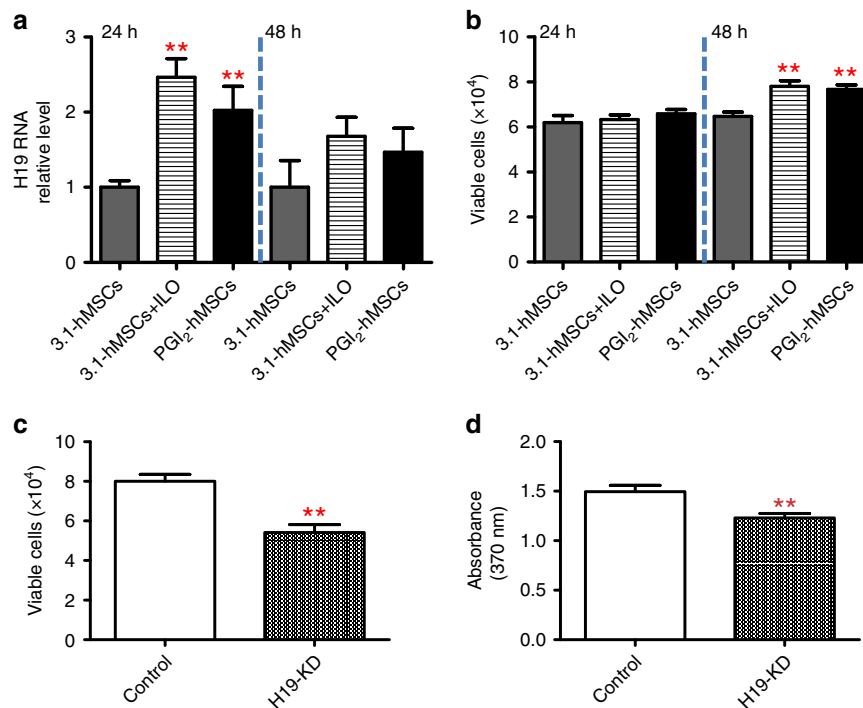 a
24 h
48 h
**
**
3
2
1
0
H19 RNA
relative level
3.1-hMSCs
3.1-hMSCs+ILO
PGI₂-hMSCs
3.1-hMSCs
3.1-hMSCs+ILO
PGI₂-hMSCs
b
24 h
48 h
**
**
10
8
6
4
2
0
Viable cells (×10⁴)
3.1-hMSCs
3.1-hMSCs+ILO
PGI₂-hMSCs
3.1-hMSCs
3.1-hMSCs+ILO
PGI₂-hMSCs
c
10
8
6
4
2
0
Viable cells (×10⁴)
**
Control
H19-KD
d
2.0
1.5
1.0
0.5
0.0
Absorbance
(370 nm)
**
Control
H19-KD